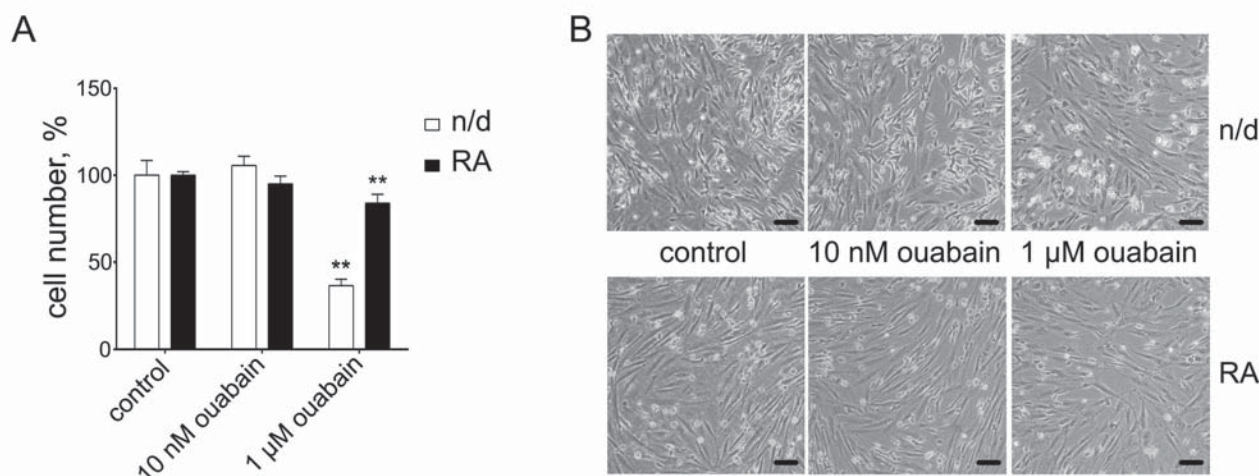 A
cell number, %
150
100
50
0
n/d
RA
**
**
control
10 nM ouabain
1 µM ouabain
B
n/d
control
10 nM ouabain
1 µM ouabain
RA